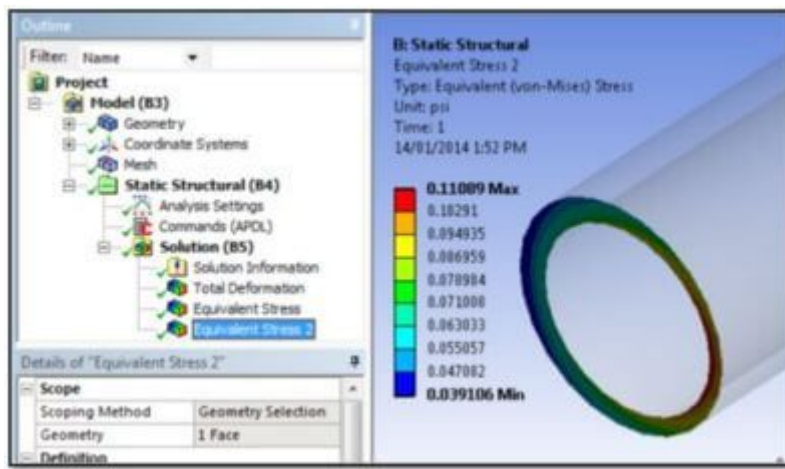 Outline
Filter: Name
Project
Model (B3)
Geometry
Coordinate Systems
Mesh
Static Structural (B4)
Analysis Settings
Commands (APDL)
Solution (B5)
Solution Information
Total Deformation
Equivalent Stress
Equivalent Stress 2
Details of "Equivalent Stress 2"
Scope
Scoping Method Geometry Selection
Geometry 1 Face
Definition
B: Static Structural
Equivalent Stress 2
Type: Equivalent (von-Mises) Stress
Unit: psi
Time: 1
14/01/2014 1:52 PM
0.11089 Max
0.10291
0.094935
0.086959
0.078984
0.071008
0.063033
0.055057
0.047082
0.039106 Min